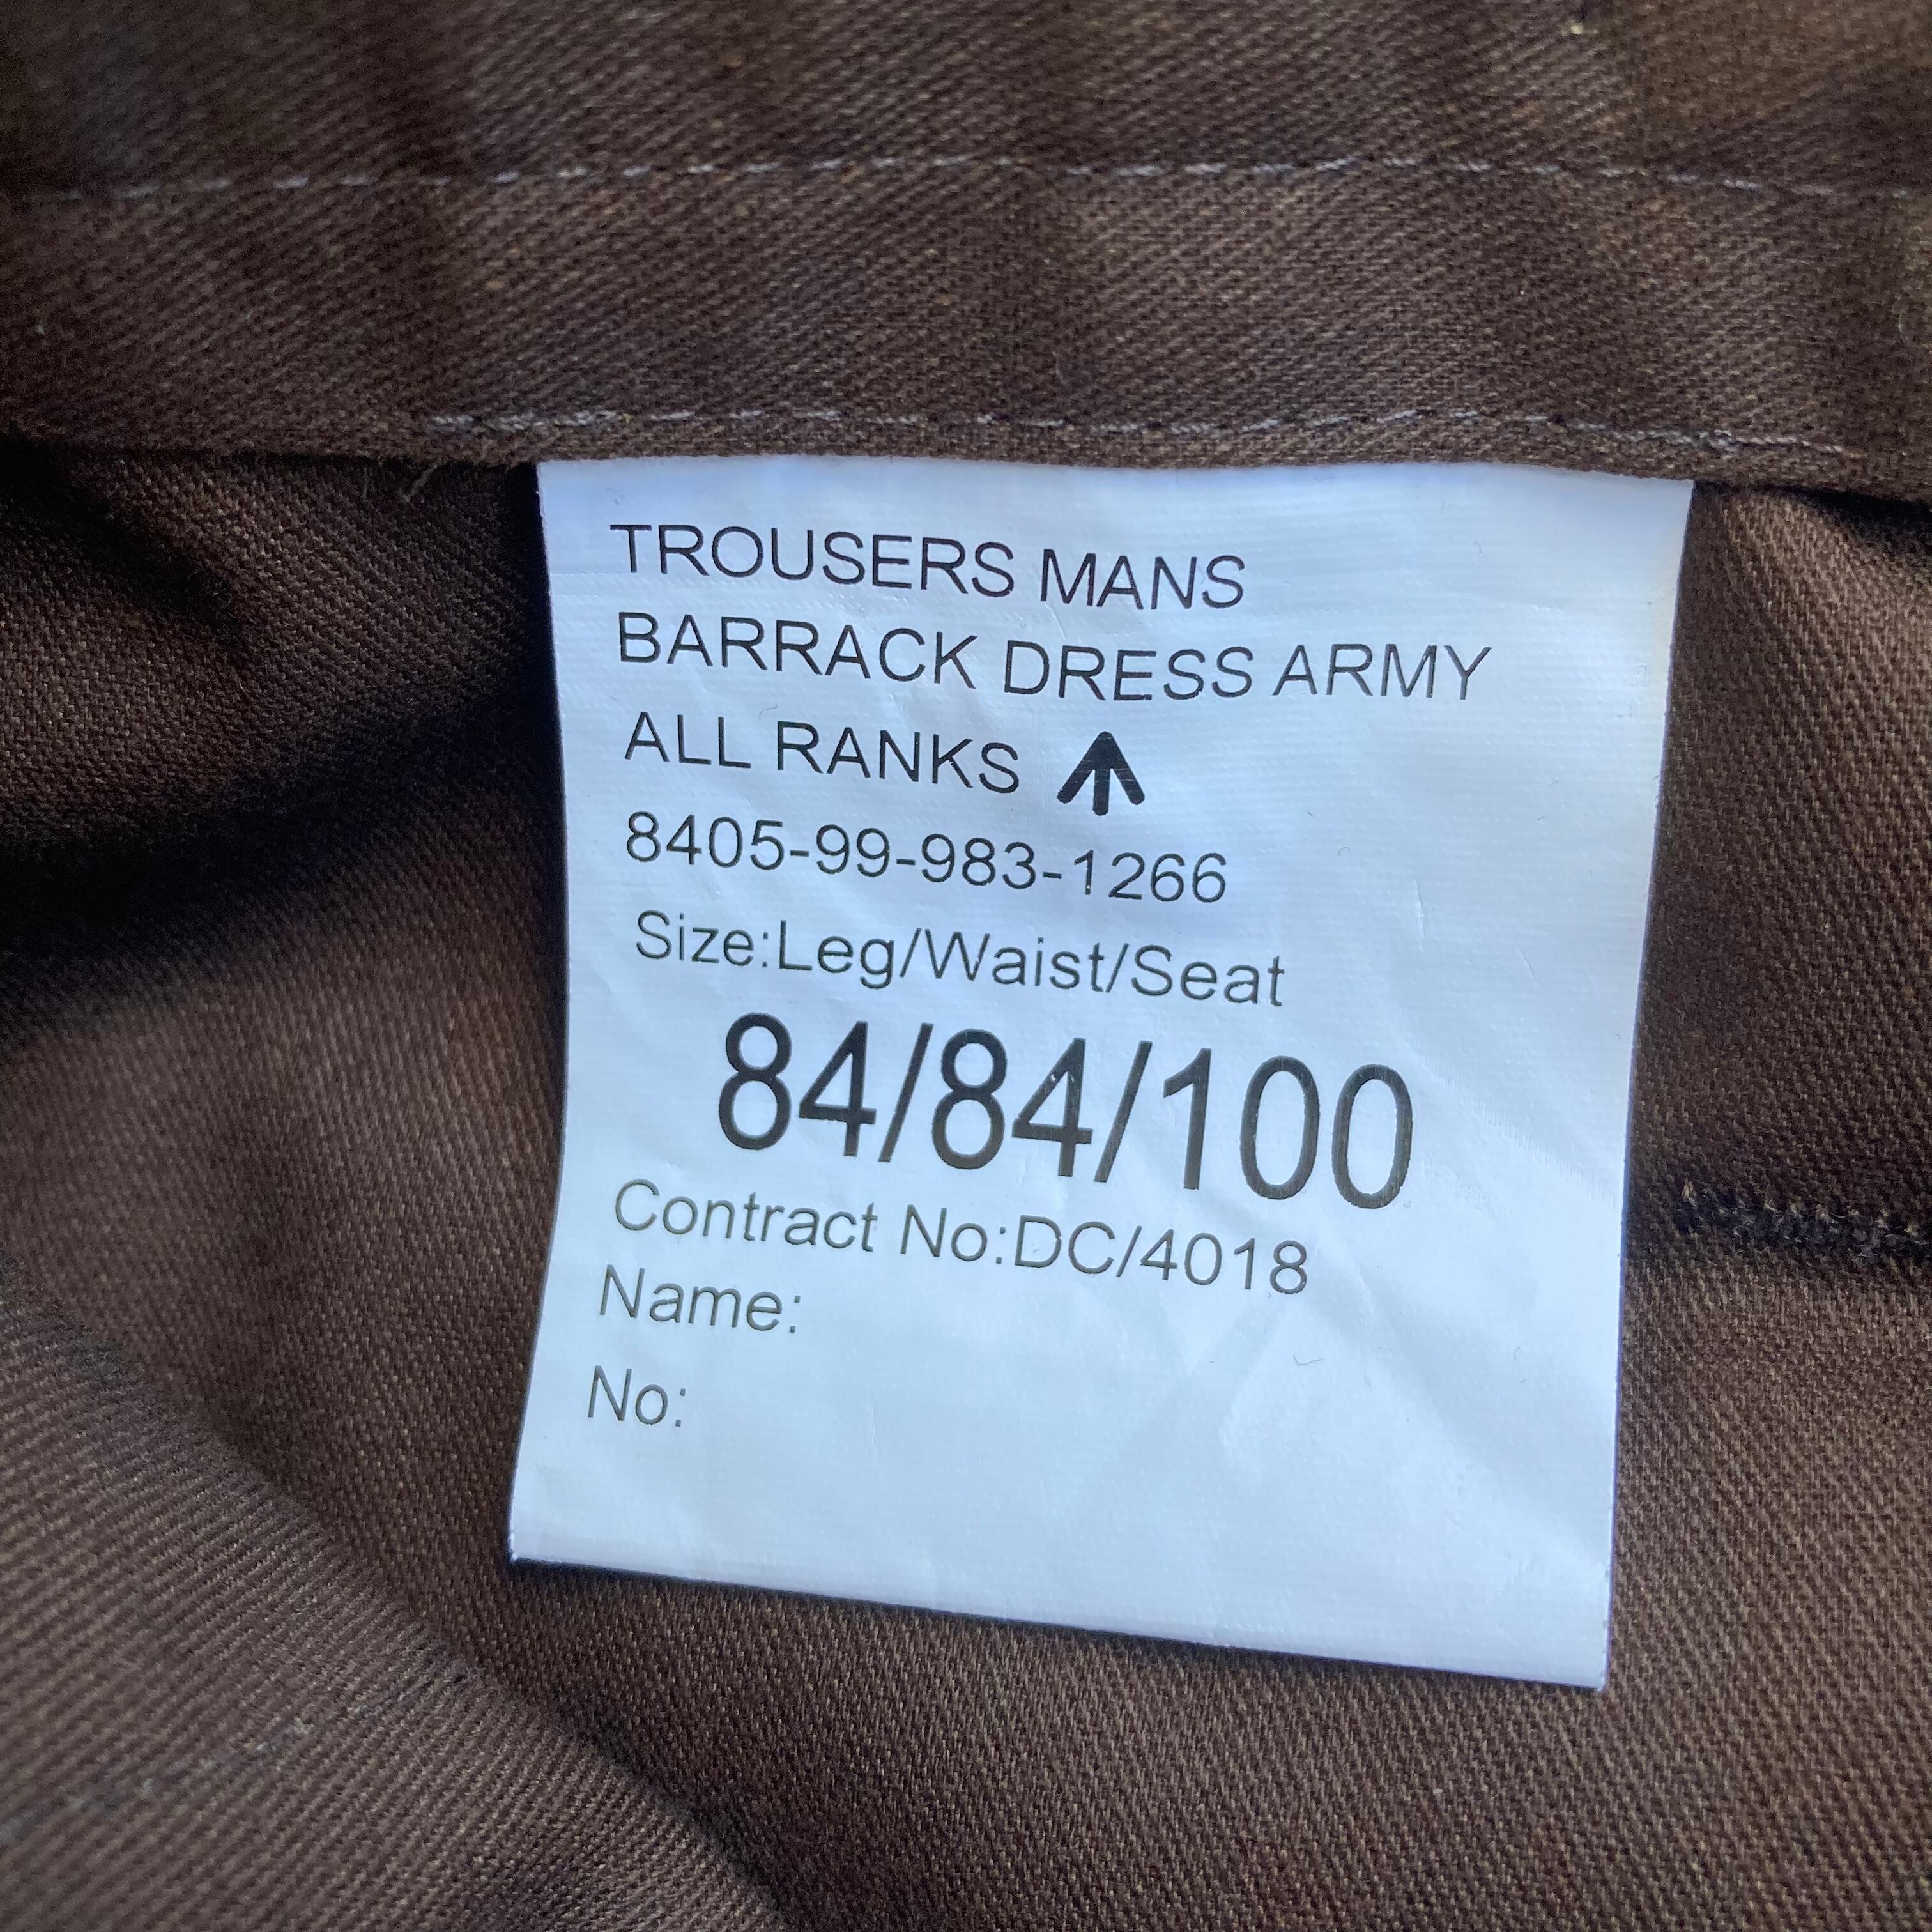 TROUSERS MANS
BARRACK DRESS ARMY
ALL RANKS
8405-99-983-1266
Size:Leg/Waist/Seat
84/84/100
Contract No:DC/4018
Name:
No: